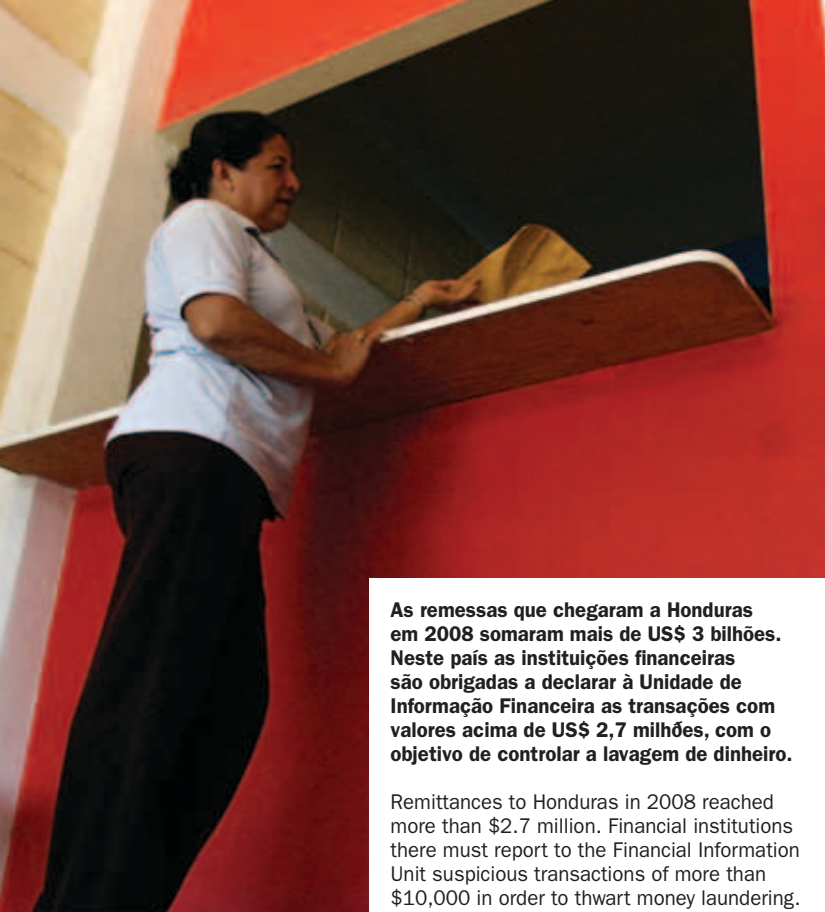 As remessas que chegaram a Honduras
em 2008 somaram mais de US$ 3 bilhões.
Neste país as instituições financeiras
são obrigadas a declarar à Unidade de
Informação Financeira as transações com
valores acima de US$ 2,7 milhões, com o
objetivo de controlar a lavagem de dinheiro.
Remittances to Honduras in 2008 reached
more than $2.7 million. Financial institutions
there must report to the Financial Information
Unit suspicious transactions of more than
$10,000 in order to thwart money laundering.